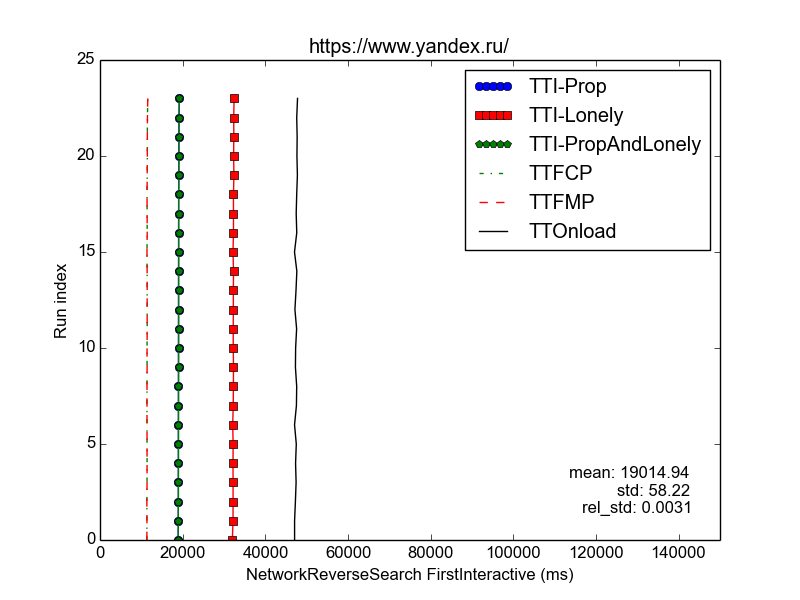 https://www.yandex.ru/
25
20
15
10
5
0
Run index
TTI-Prop
TTI-Lonely
TTI-PropAndLonely
TTFCP
TTFMP
TTOnload
mean: 19014.94
std: 58.22
rel_std: 0.0031
0 20000 40000 60000 80000 100000 120000 140000
NetworkReverseSearch FirstInteractive (ms)